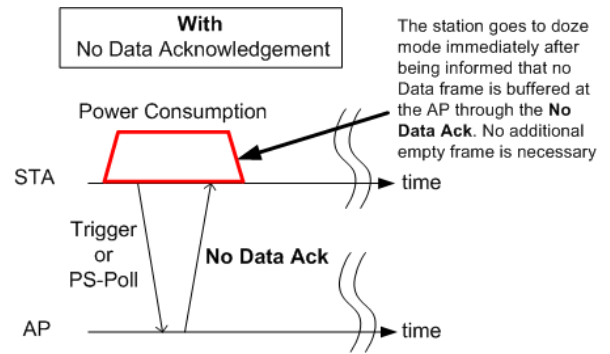 With
No Data Acknowledgement
The station goes to doze
mode immediately after
being informed that no
Data frame is buffered at
the AP through the No
Data Ack. No additional
empty frame is necessary
Power Consumption
STA
time
Trigger
or
PS-Poll
No Data Ack
AP
time